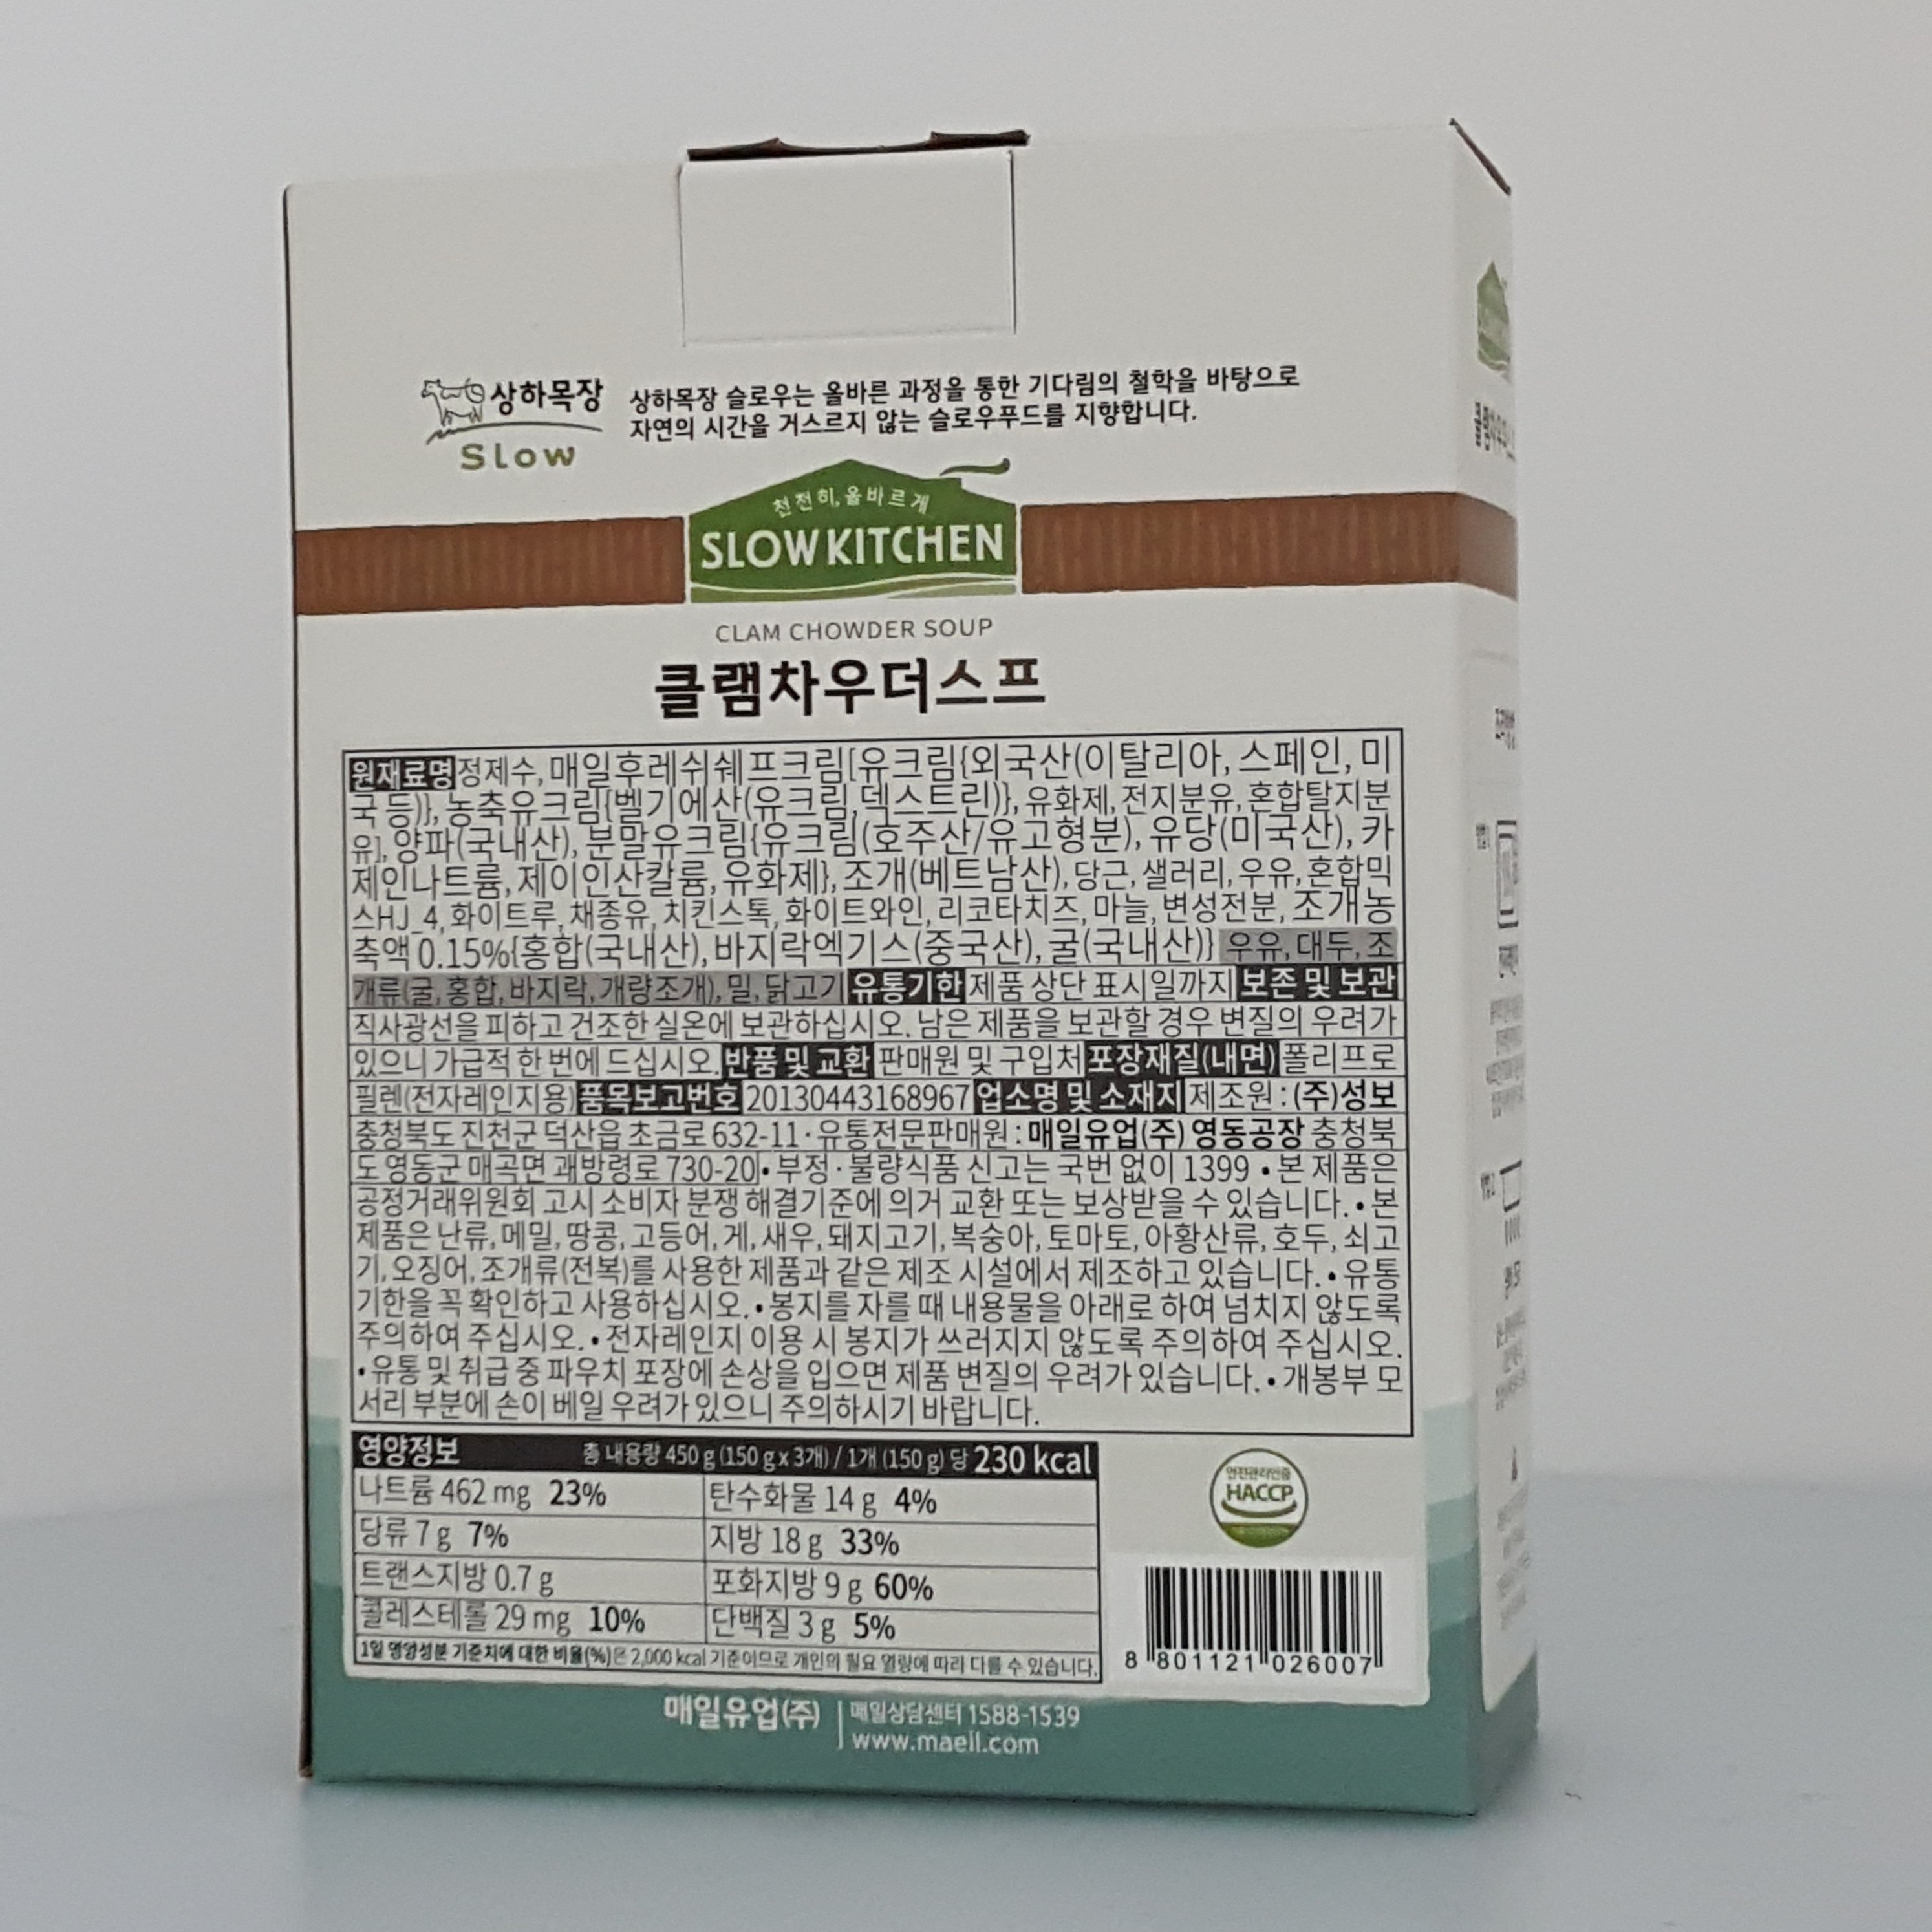 상하목장
Slow
상하목장 슬로우는 올바른 과정을 통한 기다림의 철학을 바탕으로
자연의 시간을 거스르지 않는 슬로우푸드를 지향합니다.
천천히, 올바르게
SLOW KITCHEN
CLAM CHOWDER SOUP
클램차우더스프
원재료명 정제수, 매일후레쉬쉐프크림[유크림{외국산(이탈리아, 스페인, 미
국 등)}, 농축유크림{벨기에산(유크림,덱스트린)}, 유화제, 전지분유, 혼합탈지분
유], 양파(국내산), 분말유크림{유크림(호주산/유고형분), 유당(미국산), 카
제인나트륨, 제이인산칼륨, 유화제}, 조개(베트남산), 당근, 샐러리, 우유, 혼합믹
스HJ_4, 화이트루, 채종유, 치킨스톡, 화이트와인, 리코타치즈, 마늘, 변성전분, 조개농
축액 0.15%{홍합(국내산), 바지락엑기스(중국산), 굴(국내산)} 우유, 대두, 조
개류(굴, 홍합, 바지락, 개량조개), 밀, 닭고기 유통기한 제품 상단 표시일까지 보존 및 보관
직사광선을 피하고 건조한 실온에 보관하십시오. 남은 제품을 보관할 경우 변질의 우려가
있으니 가급적 한 번에 드십시오. 반품 및 교환 판매원 및 구입처 포장재질(내면) 폴리프로
필렌(전자레인지용) 품목보고번호 20130443168967 업소명 및 소재지 제조원 : (주)성보
충청북도 진천군 덕산읍 초금로 632-11 · 유통전문판매원 : 매일유업(주) 영동공장 충청북
도 영동군 매곡면 괘방령로 730-20 • 부정 · 불량식품 신고는 국번 없이 1399 • 본 제품은
공정거래위원회 고시 소비자 분쟁 해결기준에 의거 교환 또는 보상받을 수 있습니다. • 본
제품은 난류, 메밀, 땅콩, 고등어, 게, 새우, 돼지고기, 복숭아, 토마토, 아황산류, 호두, 쇠고
기, 오징어, 조개류(전복)를 사용한 제품과 같은 제조 시설에서 제조하고 있습니다. • 유통
기한을 꼭 확인하고 사용하십시오. • 봉지를 자를 때 내용물을 아래로 하여 넘치지 않도록
주의하여 주십시오. • 전자레인지 이용 시 봉지가 쓰러지지 않도록 주의하여 주십시오.
• 유통 및 취급 중 파우치 포장에 손상을 입으면 제품 변질의 우려가 있습니다. • 개봉부 모
서리 부분에 손이 베일 우려가 있으니 주의하시기 바랍니다.
영양정보 총 내용량 450 g (150 g x 3개) / 1개 (150 g) 당 230 kcal
나트륨 462 mg 23% 탄수화물 14 g 4%
당류 7 g 7% 지방 18 g 33%
트랜스지방 0.7 g 포화지방 9 g 60%
콜레스테롤 29 mg 10% 단백질 3 g 5%
1일 영양성분 기준치에 대한 비율(%)은 2,000 kcal 기준이므로 개인의 필요 열량에 따라 다를 수 있습니다.
안전관리인증
HACCP
8 801121 026007
매일유업(주) 매일상담센터 1588-1539
www.maeil.com